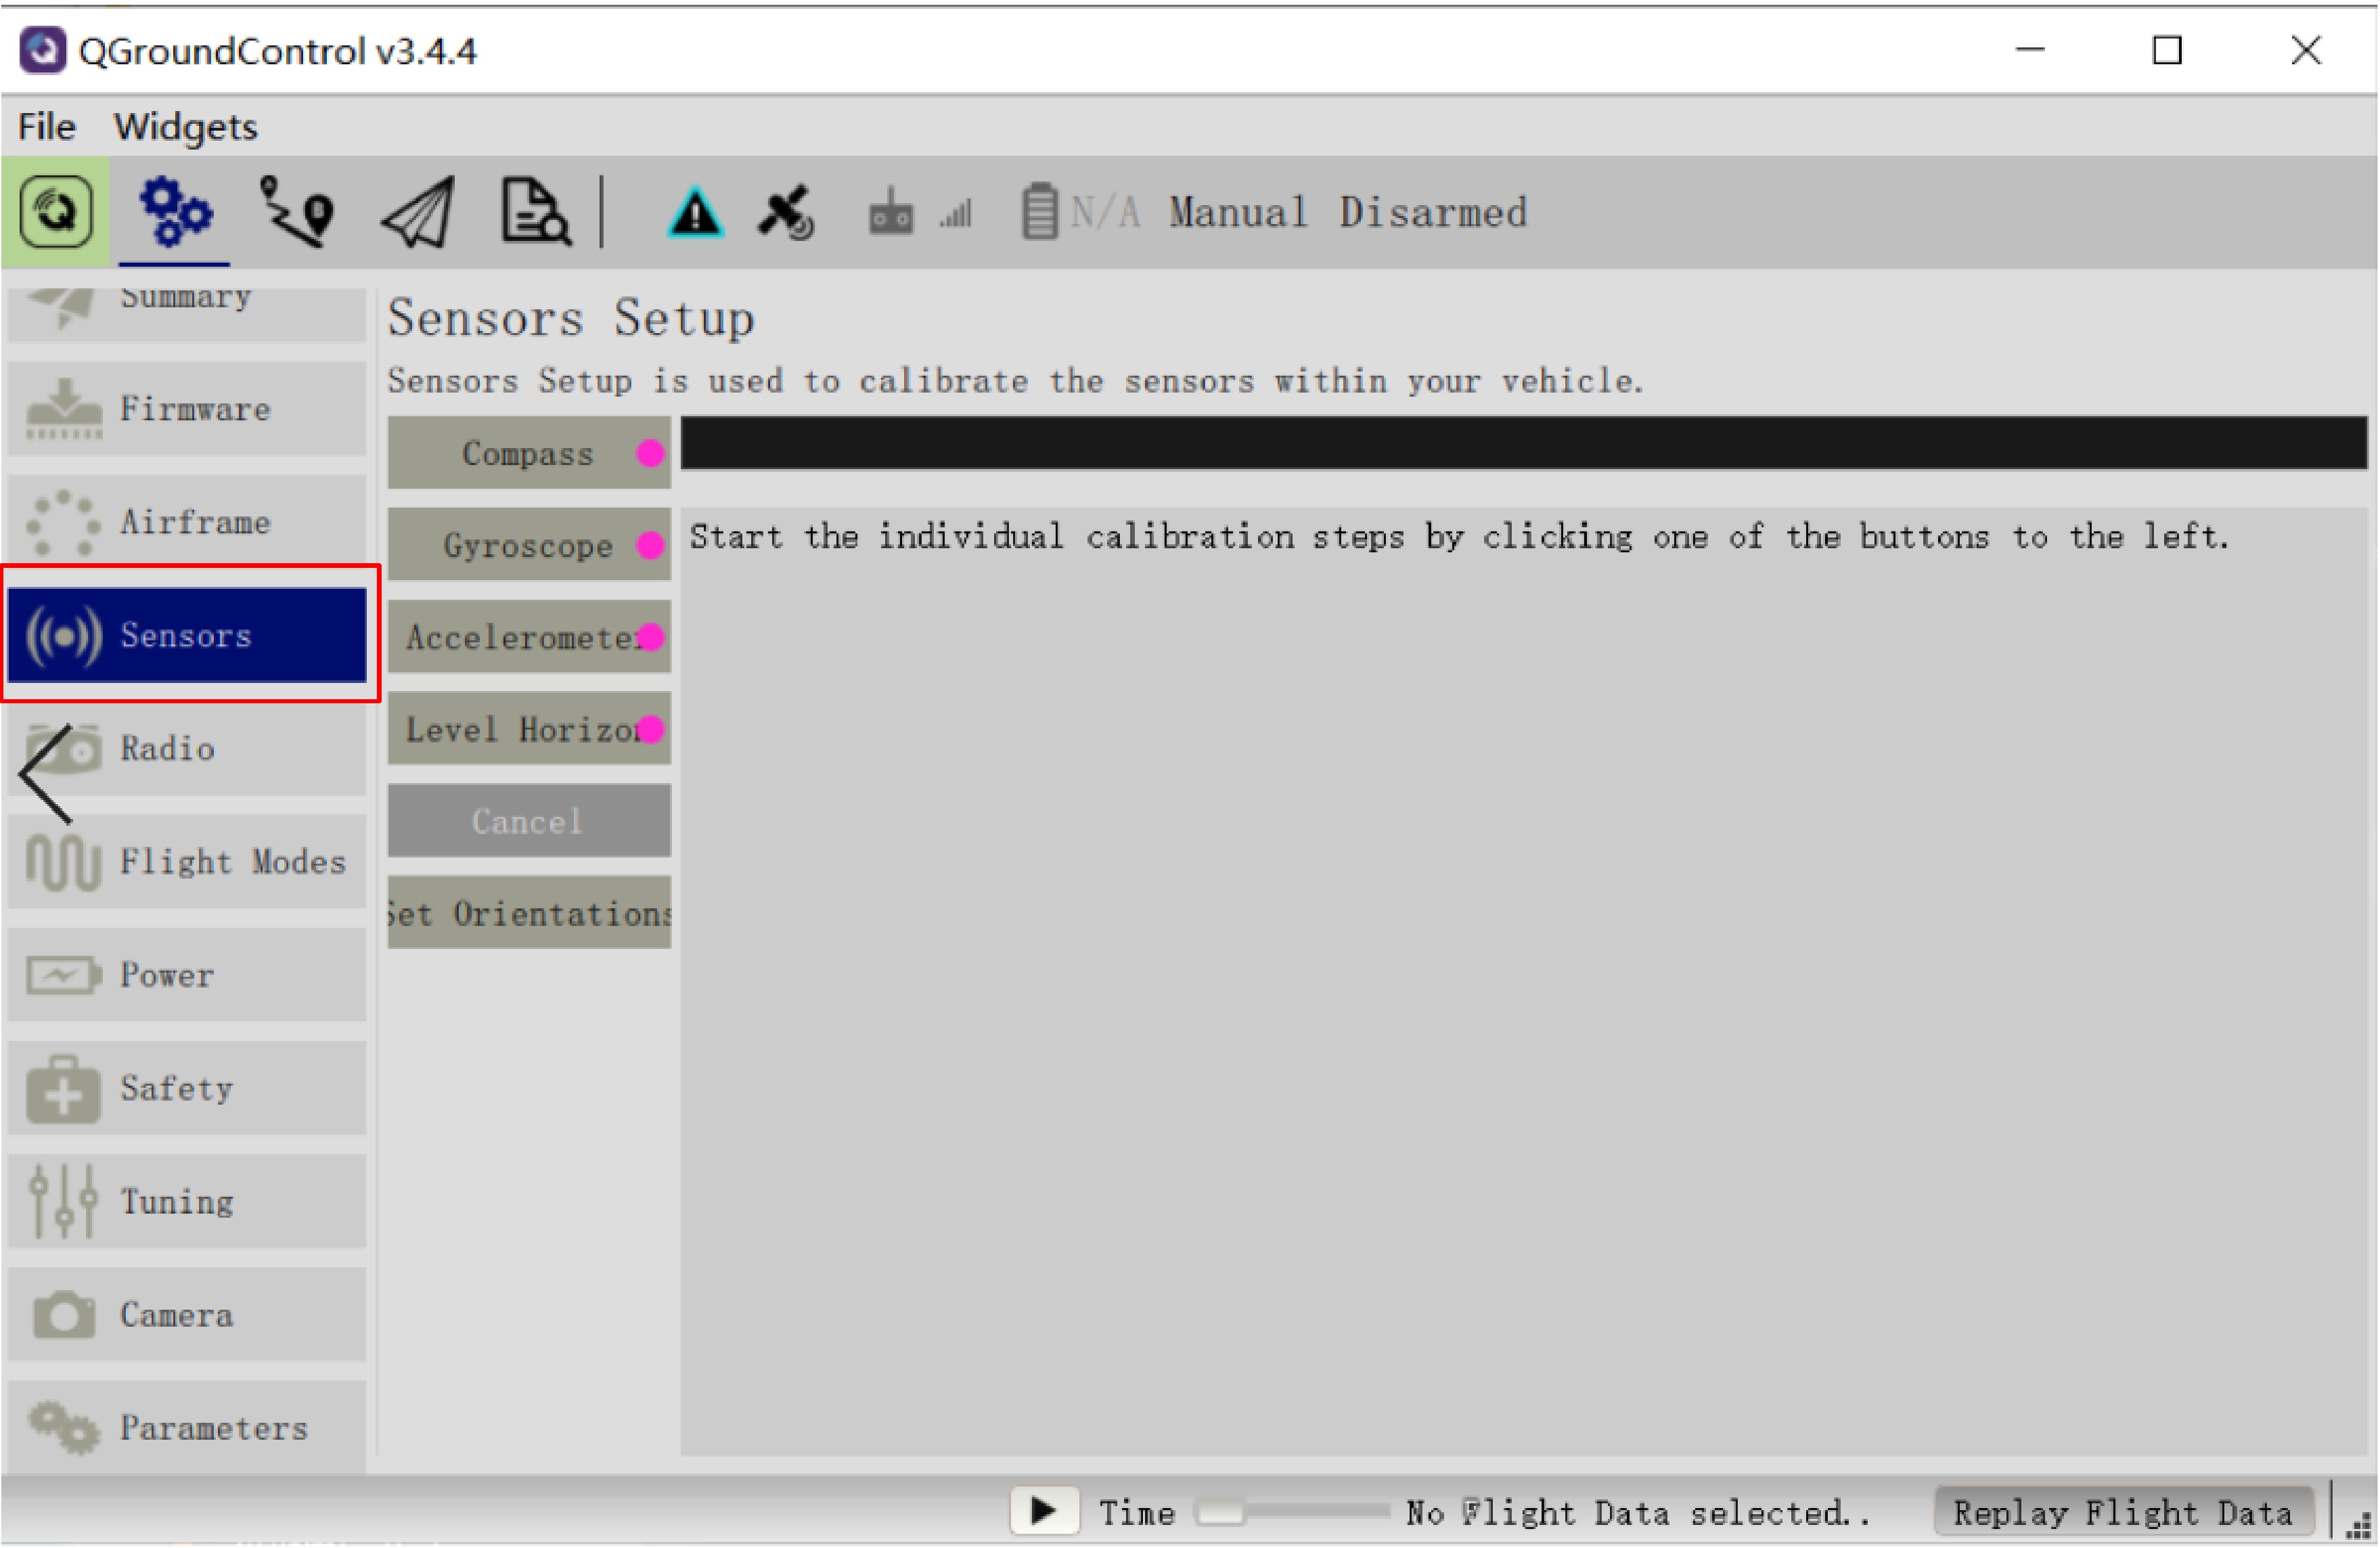 QGroundControl v3.4.4
File Widgets
N/A Manual Disarmed
Summary
Firmware
Airframe
Sensors
Radio
Flight Modes
Power
Safety
Tuning
Camera
Parameters
Sensors Setup
Sensors Setup is used to calibrate the sensors within your vehicle.
Compass
Gyroscope
Accelerometer
Level Horizon
Cancel
Set Orientations
Start the individual calibration steps by clicking one of the buttons to the left.
Time No Flight Data selected.. Replay Flight Data